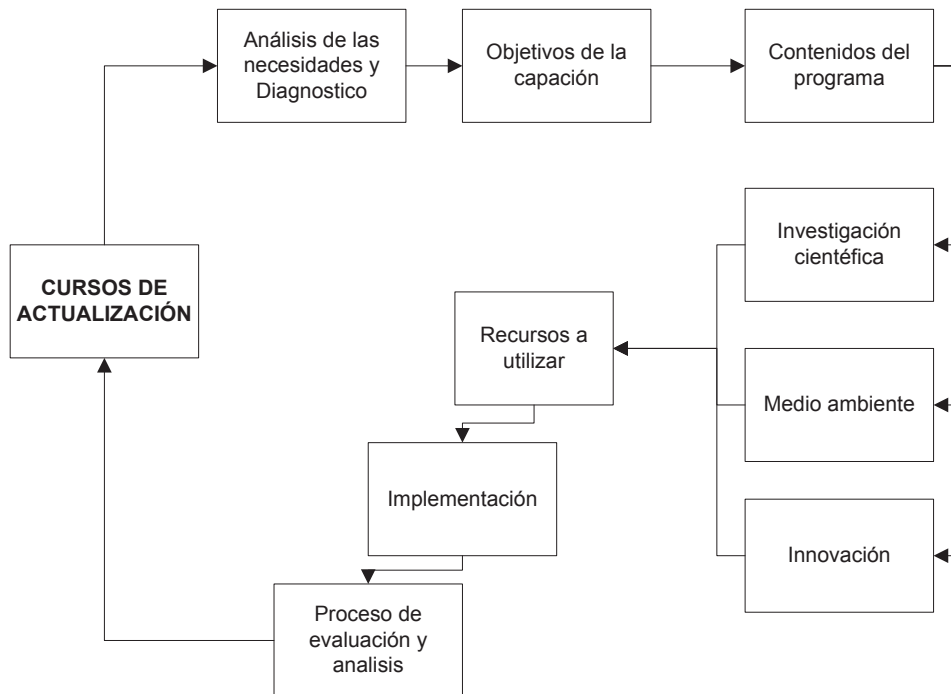 Análisis de las
necesidades y
Diagnostico
Objetivos de la
capación
Contenidos del
programa
Investigación
cientéfica
CURSOS DE
ACTUALIZACIÓN
Recursos a
utilizar
Medio ambiente
Implementación
Innovación
Proceso de
evaluación y
analisis